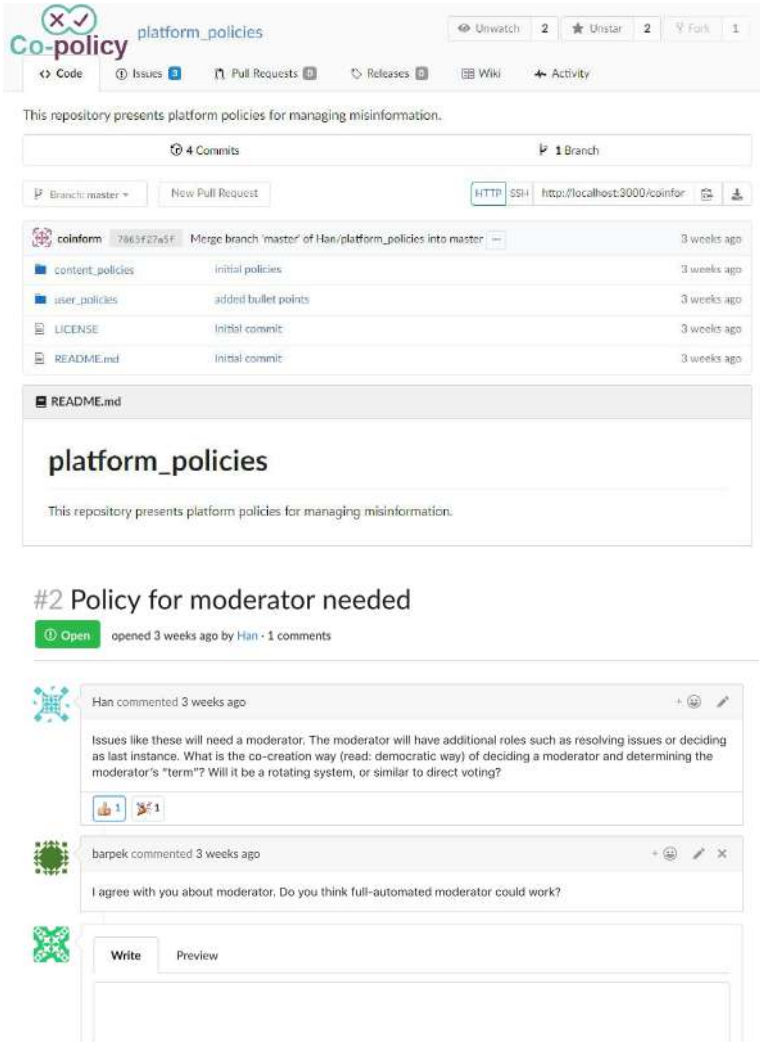 Co-policy
platform_policies
Unwatch 2 Unstar 2 Fork 1
Code Issues 3 Pull Requests 0 Releases 0 Wiki Activity
This repository presents platform policies for managing misinformation.
4 Commits 1 Branch
Branch: master New Pull Request HTTP SSH http://localhost:3000/coinfor
coinform 7863f27a5f Merge branch 'master' of Han/platform_policies into master ... 3 weeks ago
content_policies initial policies 3 weeks ago
user_policies added bullet points 3 weeks ago
LICENSE Initial commit 3 weeks ago
README.md Initial commit 3 weeks ago
README.md
platform_policies
This repository presents platform policies for managing misinformation.
#2 Policy for moderator needed
Open opened 3 weeks ago by Han · 1 comments
Han commented 3 weeks ago
Issues like these will need a moderator. The moderator will have additional roles such as resolving issues or deciding
as last instance. What is the co-creation way (read: democratic way) of deciding a moderator and determining the
moderator's "term"? Will it be a rotating system, or similar to direct voting?
1 1
barpek commented 3 weeks ago
I agree with you about moderator. Do you think full-automated moderator could work?
Write Preview